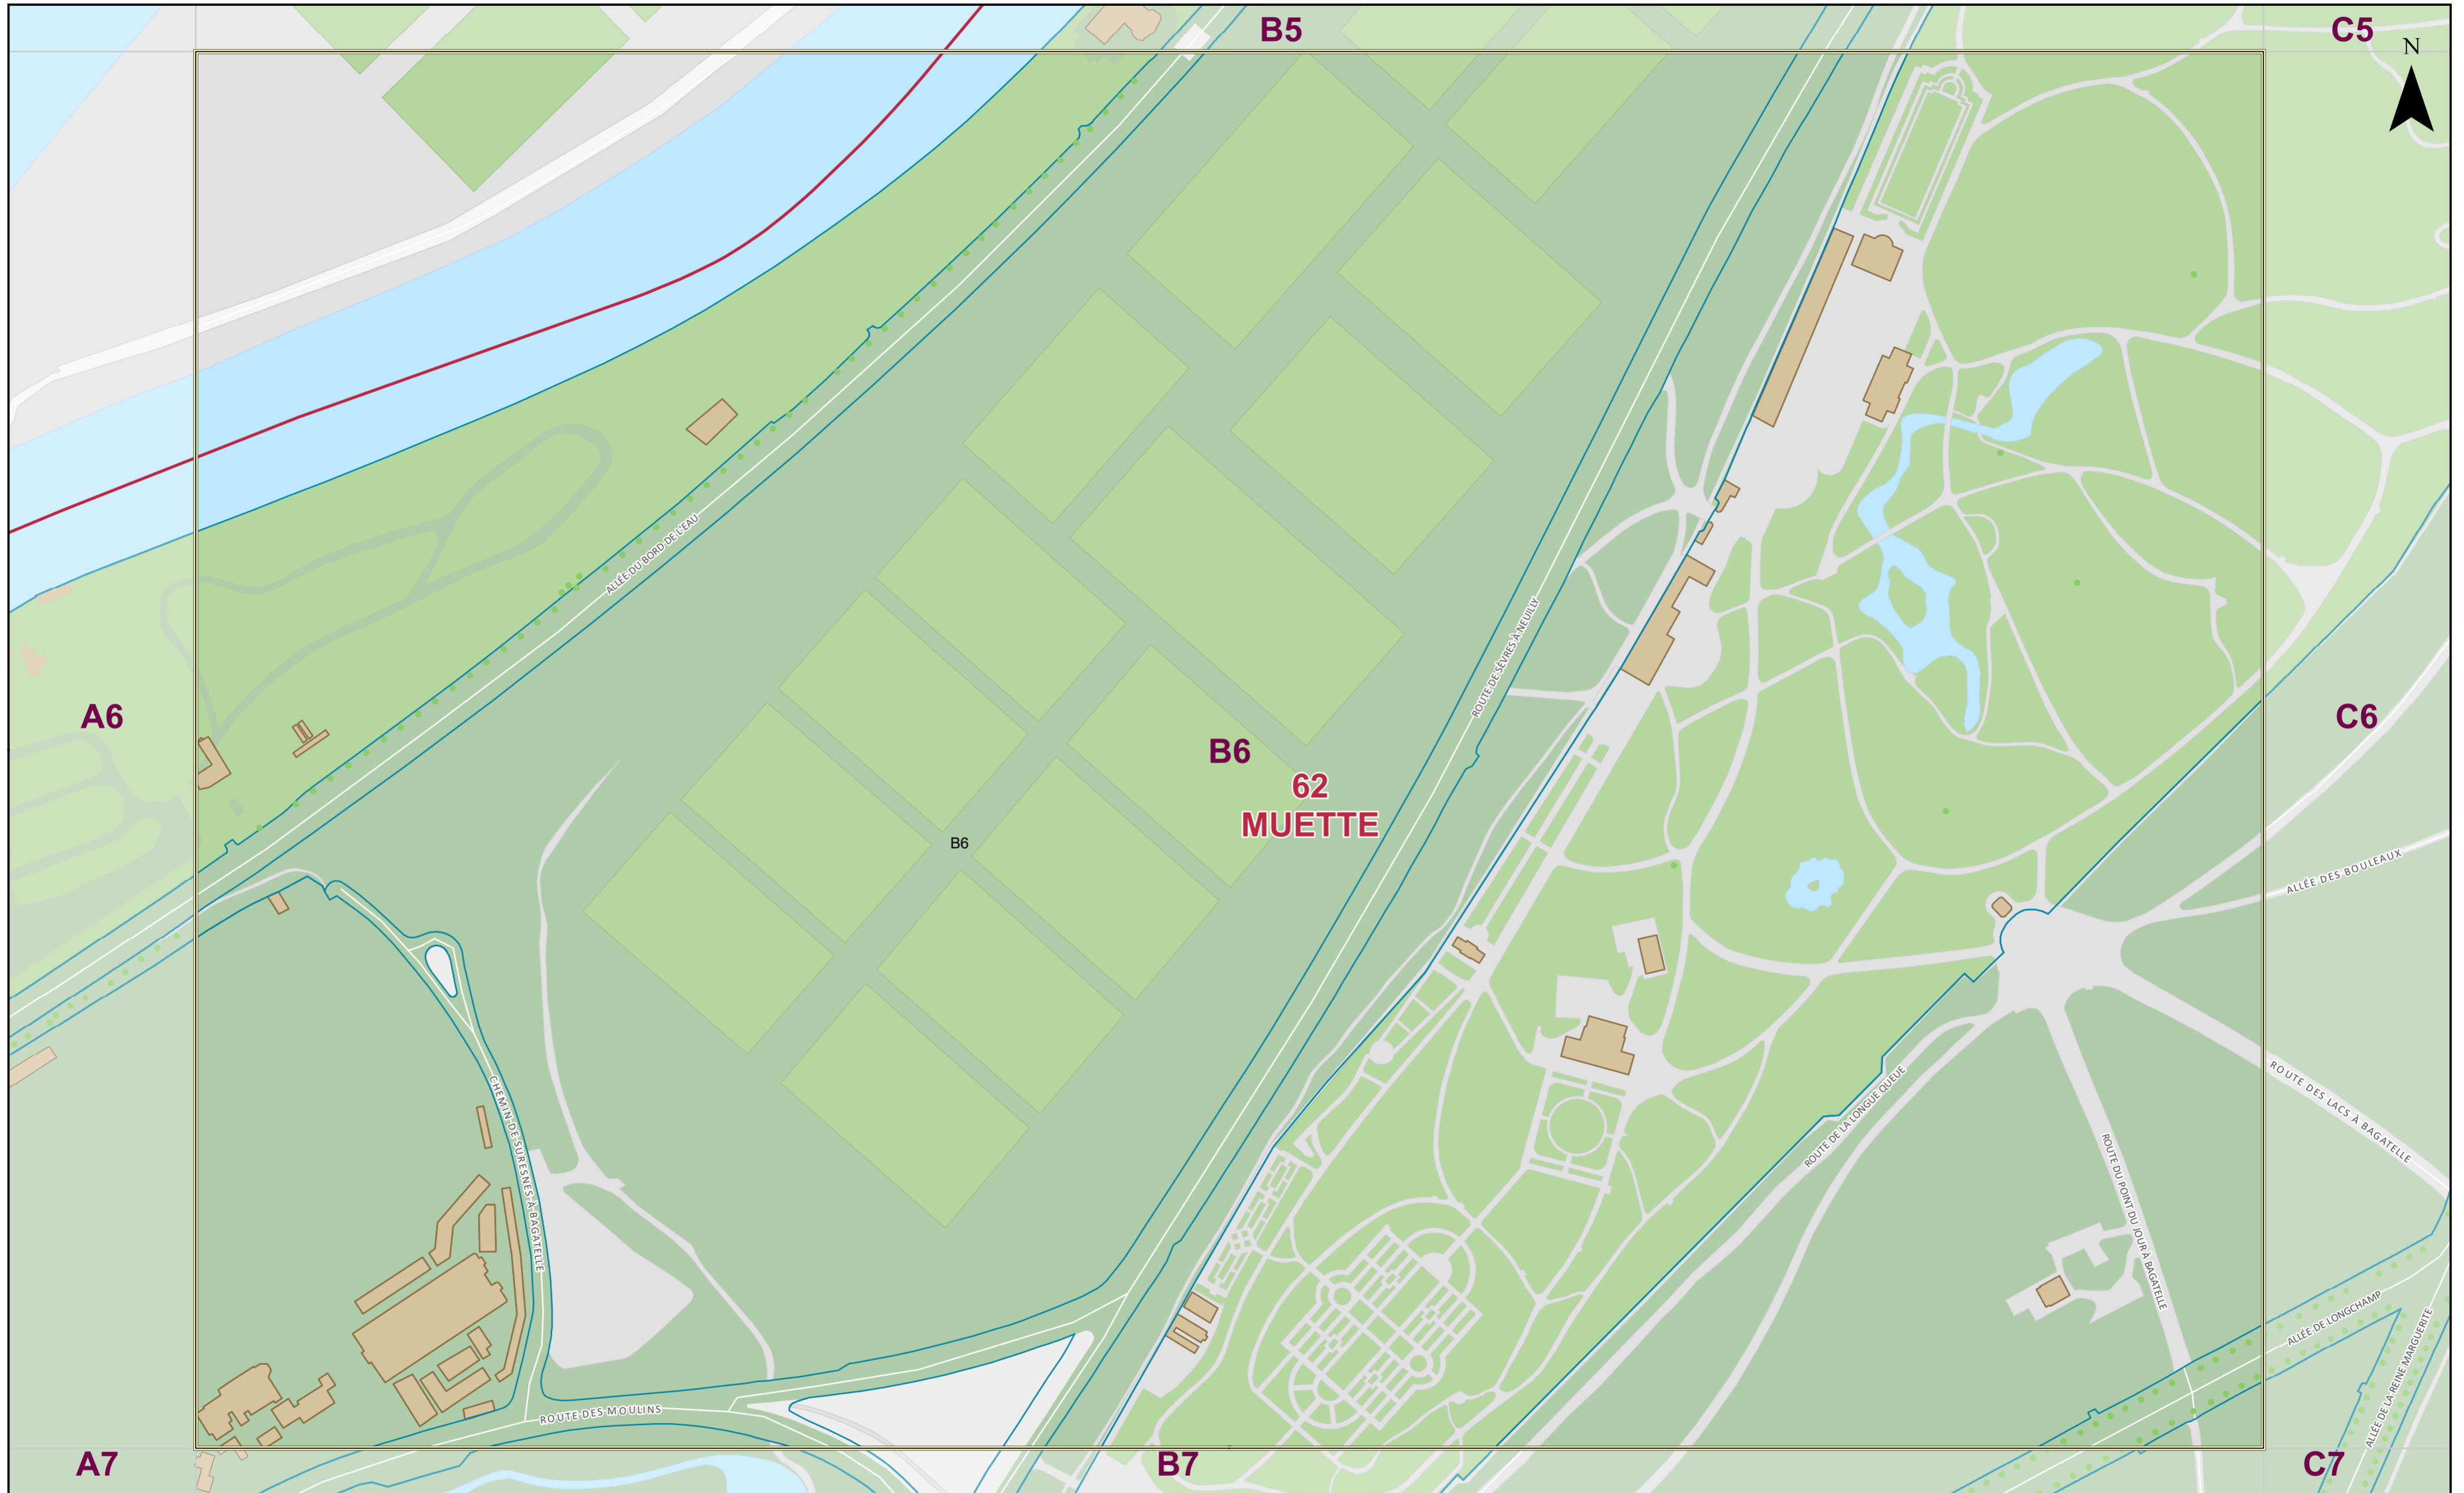 B5
C5
N
ALLÉE DU BORD DE L'EAU
ROUTE DE SÈVRES À NEUILLY
A6
B6
C6
62
MUETTE
B6
ALLÉE DES BOULEAUX
CHEMIN DE SURESNES À BAGATELLE
ROUTE DE LA LONGUE QUEUE
ROUTE DES LACS À BAGATELLE
ROUTE DU POINT DU JOUR À BAGATELLE
ALLÉE DE LONGCHAMP
ALLÉE DE LA REINE MARGUERITE
ROUTE DES MOULINS
A7
B7
C7